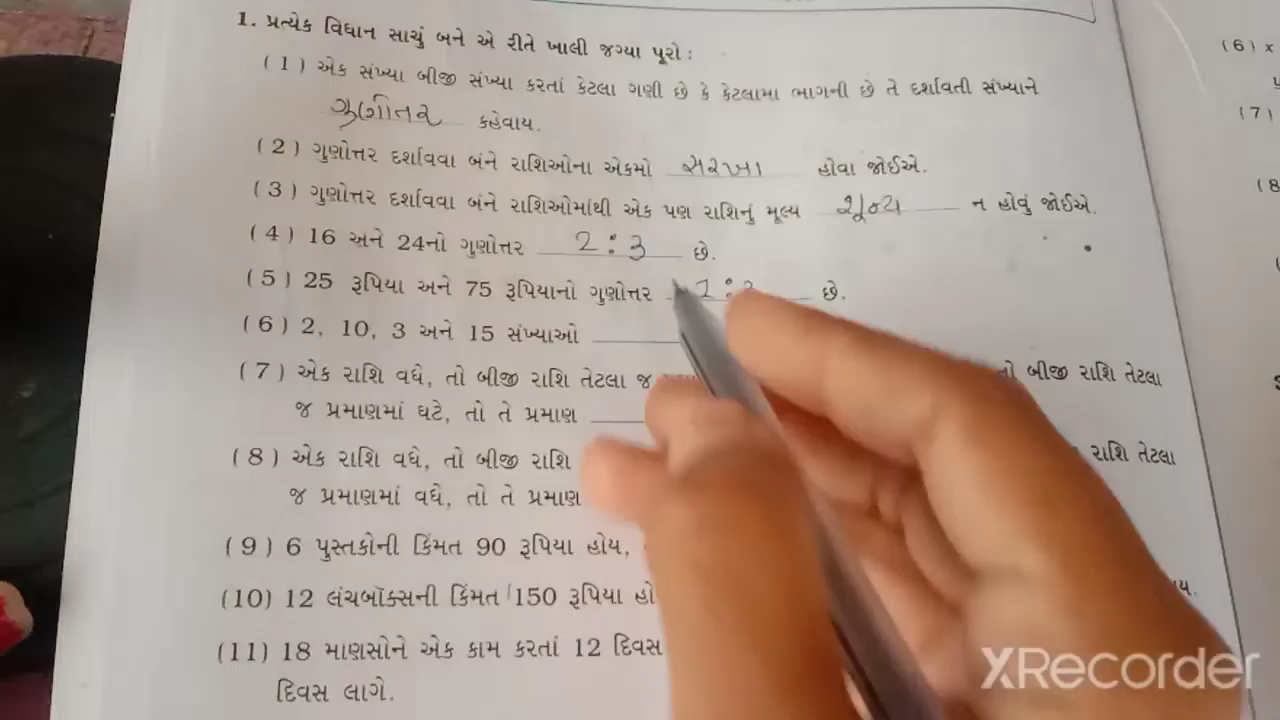 1. પ્રત્યેક વિધાન સાચું બને એ રીતે ખાલી જગ્યા પૂરો :
(1) એક સંખ્યા બીજી સંખ્યા કરતાં કેટલા ગણી છે કે કેટલામા ભાગની છે તે દર્શાવતી સંખ્યાને
ગુણોત્તર કહેવાય.
(2) ગુણોત્તર દર્શાવવા બંને રાશિઓના એકમો સરખા હોવા જોઈએ.
(3) ગુણોત્તર દર્શાવવા બંને રાશિઓમાંથી એક પણ રાશિનું મૂલ્ય શૂન્ય ન હોવું જોઈએ.
(4) 16 અને 24નો ગુણોત્તર 2 : 3 છે.
(5) 25 રૂપિયા અને 75 રૂપિયાનો ગુણોત્તર 1 : છે.
(6) 2, 10, 3 અને 15 સંખ્યાઓ
(7) એક રાશિ વધે, તો બીજી રાશિ તેટલા જ બીજી રાશિ તેટલા
જ પ્રમાણમાં ઘટે, તો તે પ્રમાણ
(8) એક રાશિ વધે, તો બીજી રાશિ રાશિ તેટલા
જ પ્રમાણમાં વધે, તો તે પ્રમાણ
(9) 6 પુસ્તકોની કિંમત 90 રૂપિયા હોય,
(10) 12 લંચબૉક્સની કિંમત 150 રૂપિયા
(11) 18 માણસોને એક કામ કરતાં 12 દિવસ
દિવસ લાગે.
(6)
(7)
(8
XRecorder